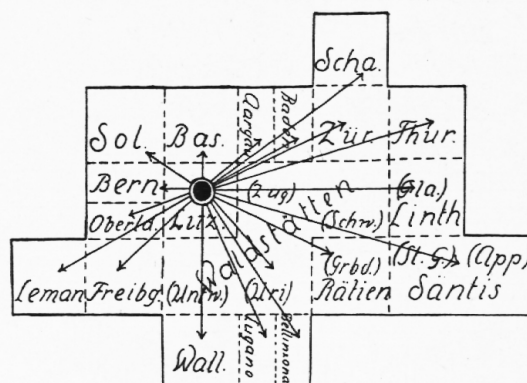 Scha.
Sol. Bas. Aargau Baden Zür. Thur.
Bern (Zug) (Gla.)
Oberld. Luz. Waldstätten (Schw.) Linth
Leman Freibg. (Untw.) (Uri) (Grbd.) Rätien (St. G.) (App.) Säntis
Wall. Lugano Bellinzona